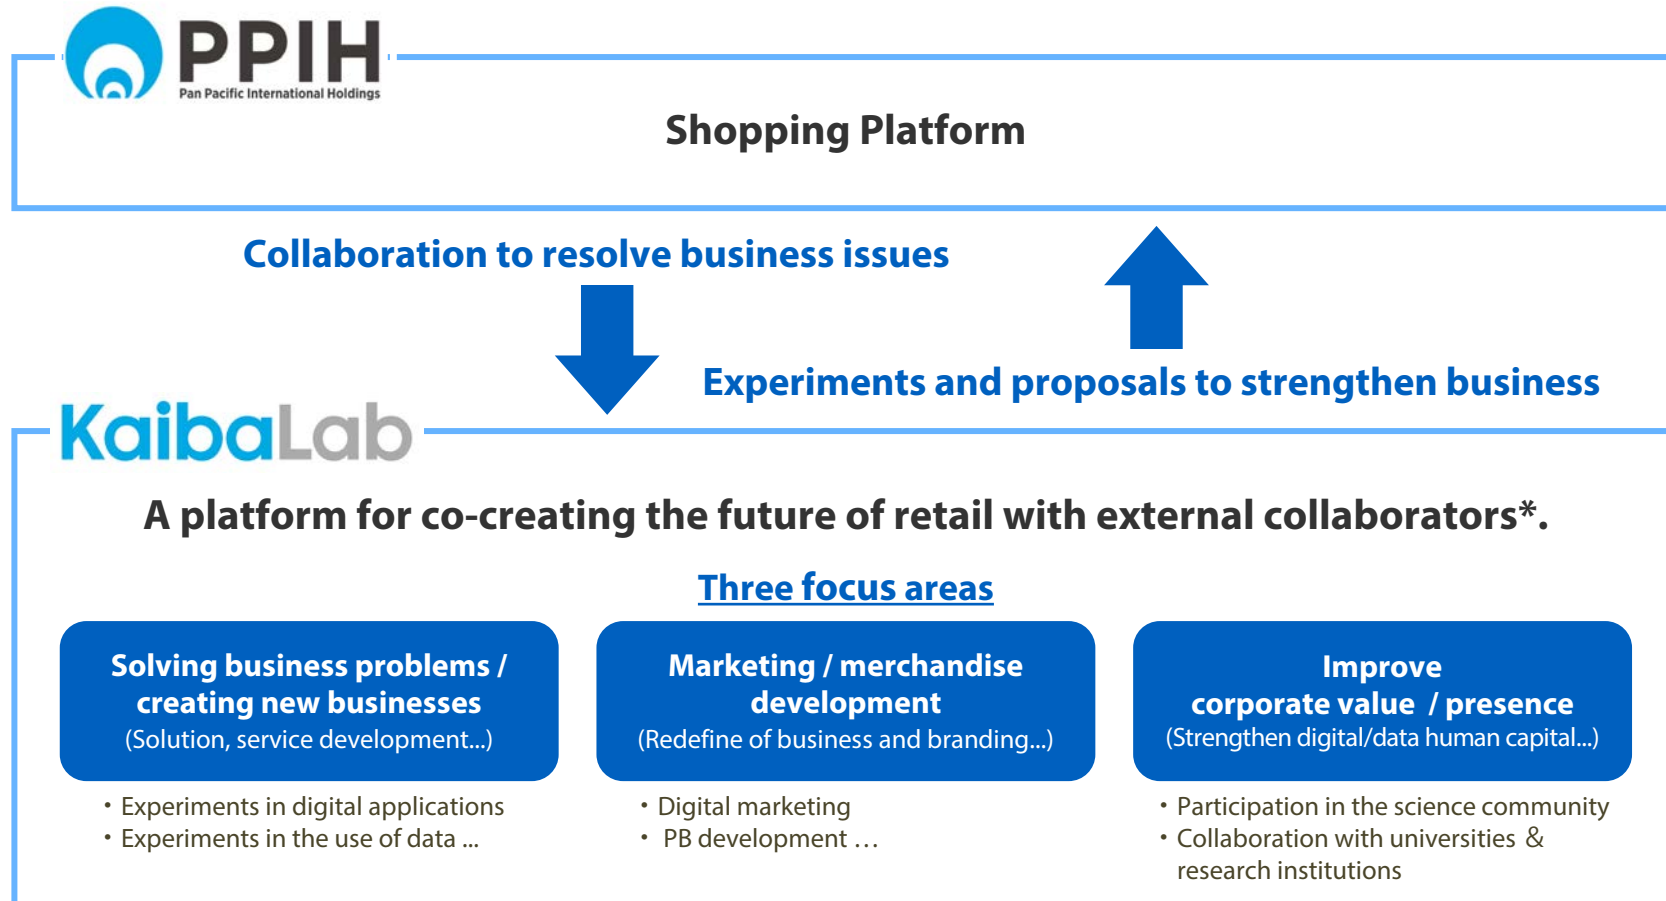 PPIH
Pan Pacific International Holdings
Shopping Platform
Collaboration to resolve business issues
Experiments and proposals to strengthen business
KaibaLab
A platform for co-creating the future of retail with external collaborators*.
Three focus areas
Solving business problems /
creating new businesses
(Solution, service development...)
・Experiments in digital applications
・Experiments in the use of data ...
Marketing / merchandise
development
(Redefine of business and branding...)
・Digital marketing
・ PB development …
Improve
corporate value / presence
(Strengthen digital/data human capital...)
・Participation in the science community
・Collaboration with universities ＆
research institutions